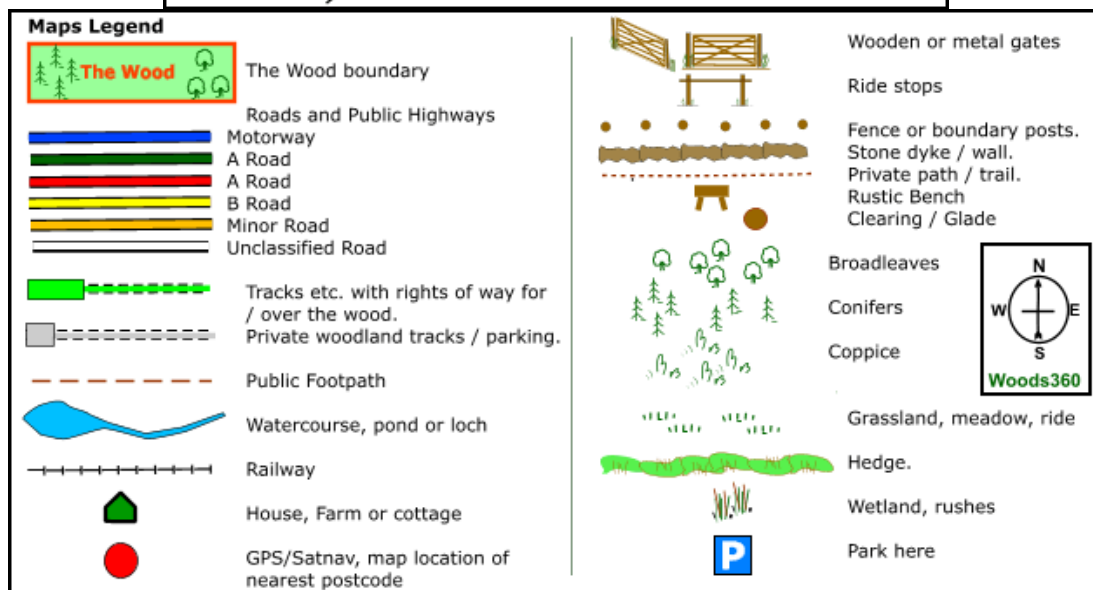 Maps Legend
The Wood
The Wood boundary
Roads and Public Highways
Motorway
A Road
A Road
B Road
Minor Road
Unclassified Road
Tracks etc. with rights of way for
/ over the wood.
Private woodland tracks / parking.
Public Footpath
Watercourse, pond or loch
Railway
House, Farm or cottage
GPS/Satnav, map location of
nearest postcode
Wooden or metal gates
Ride stops
Fence or boundary posts.
Stone dyke / wall.
Private path / trail.
Rustic Bench
Clearing / Glade
Broadleaves
Conifers
Coppice
Grassland, meadow, ride
Hedge.
Wetland, rushes
P
Park here
N
W E
S
Woods360